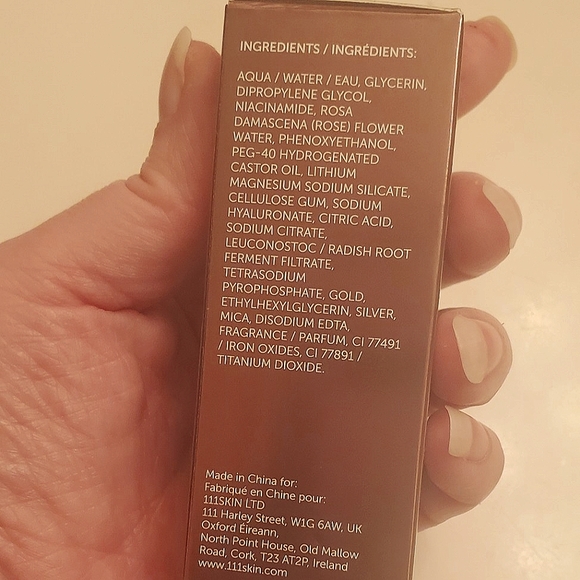 INGREDIENTS / INGRÉDIENTS:
AQUA / WATER / EAU, GLYCERIN,
DIPROPYLENE GLYCOL,
NIACINAMIDE, ROSA
DAMASCENA (ROSE) FLOWER
WATER, PHENOXYETHANOL,
PEG-40 HYDROGENATED
CASTOR OIL, LITHIUM
MAGNESIUM SODIUM SILICATE,
CELLULOSE GUM, SODIUM
HYALURONATE, CITRIC ACID,
SODIUM CITRATE,
LEUCONOSTOC / RADISH ROOT
FERMENT FILTRATE,
TETRASODIUM
PYROPHOSPHATE, GOLD,
ETHYLHEXYLGLYCERIN, SILVER,
MICA, DISODIUM EDTA,
FRAGRANCE / PARFUM, CI 77491
/ IRON OXIDES, CI 77891 /
TITANIUM DIOXIDE.
Made in China for:
Fabriqué en Chine pour:
111SKIN LTD
111 Harley Street, W1G 6AW, UK
Oxford Éireann,
North Point House, Old Mallow
Road, Cork, T23 AT2P, Ireland
www.111skin.com